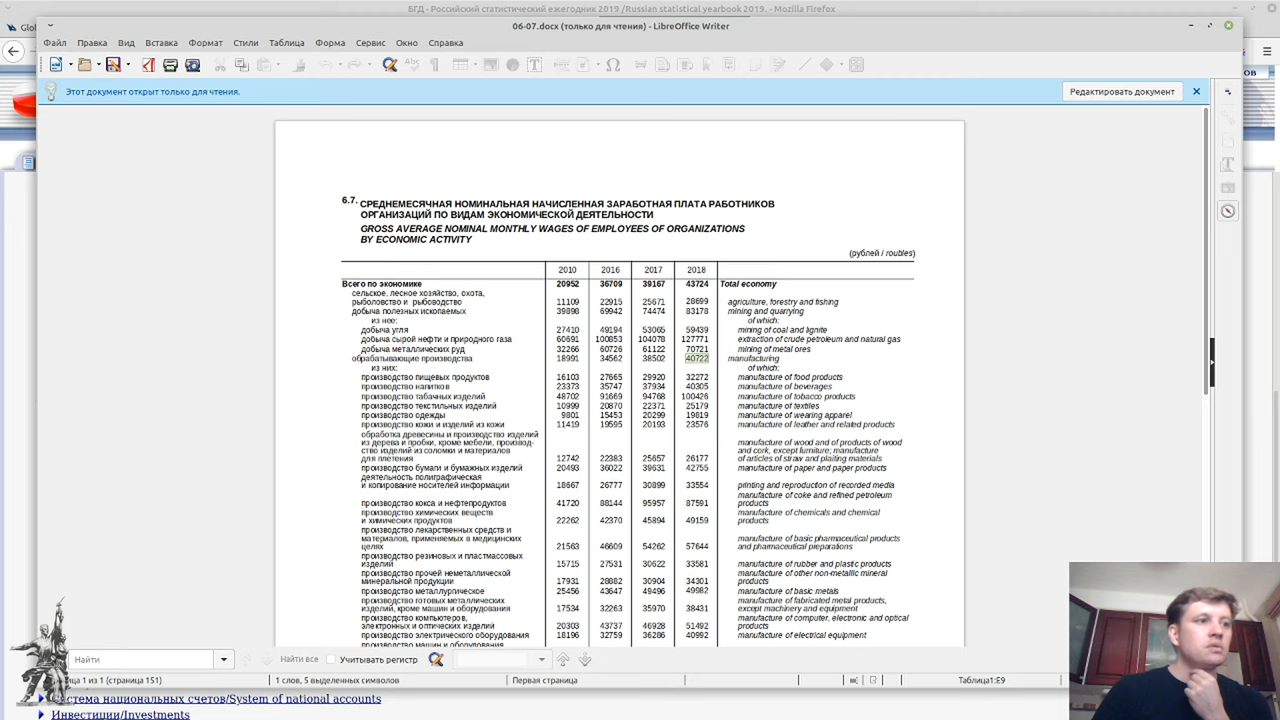 БГД - Российский статистический ежегодник 2019 /Russian statistical yearbook 2019. - Mozilla Firefox
06-07.docx (только для чтения) - LibreOffice Writer
Файл Правка Вид Вставка Формат Стили Таблица Форма Сервис Окно Справка
Этот документ открыт только для чтения. Редактировать документ
6.7. СРЕДНЕМЕСЯЧНАЯ НОМИНАЛЬНАЯ НАЧИСЛЕННАЯ ЗАРАБОТНАЯ ПЛАТА РАБОТНИКОВ
ОРГАНИЗАЦИЙ ПО ВИДАМ ЭКОНОМИЧЕСКОЙ ДЕЯТЕЛЬНОСТИ
GROSS AVERAGE NOMINAL MONTHLY WAGES OF EMPLOYEES OF ORGANIZATIONS
BY ECONOMIC ACTIVITY
(рублей / roubles)
2010 2016 2017 2018
Всего по экономике 20952 36709 39167 43724 Total economy
сельское, лесное хозяйство, охота,
рыболовство и рыбоводство 11109 22915 25671 28699 agriculture, forestry and fishing
добыча полезных ископаемых 39898 69942 74474 83178 mining and quarrying
из нее: of which:
добыча угля 27410 49194 53065 59439 mining of coal and lignite
добыча сырой нефти и природного газа 60691 100853 104078 127771 extraction of crude petroleum and natural gas
добыча металлических руд 32266 60726 61122 70721 mining of metal ores
обрабатывающие производства 18991 34562 38502 40722 manufacturing
из них: of which:
производство пищевых продуктов 16103 27665 29920 32272 manufacture of food products
производство напитков 23373 35747 37934 40305 manufacture of beverages
производство табачных изделий 48702 91669 94768 100426 manufacture of tobacco products
производство текстильных изделий 10999 20870 22371 25179 manufacture of textiles
производство одежды 9801 15453 20299 19819 manufacture of wearing apparel
производство кожи и изделий из кожи 11419 19595 20193 23576 manufacture of leather and related products
обработка древесины и производство изделий
из дерева и пробки, кроме мебели, производ- manufacture of wood and of products of wood
ство изделий из соломки и материалов and cork, except furniture; manufacture
для плетения 12742 22383 25657 26177 of articles of straw and plaiting materials
производство бумаги и бумажных изделий 20493 36022 39631 42755 manufacture of paper and paper products
деятельность полиграфическая
и копирование носителей информации 18667 26777 30899 33554 printing and reproduction of recorded media
manufacture of coke and refined petroleum
производство кокса и нефтепродуктов 41720 88144 95957 87591 products
производство химических веществ manufacture of chemicals and chemical
и химических продуктов 22262 42370 45894 49159 products
производство лекарственных средств и
материалов, применяемых в медицинских manufacture of basic pharmaceutical products
целях 21563 46609 54262 57644 and pharmaceutical preparations
производство резиновых и пластмассовых
изделий 15715 27531 30622 33581 manufacture of rubber and plastic products
производство прочей неметаллической manufacture of other non-metallic mineral
минеральной продукции 17931 28882 30904 34301 products
производство металлургическое 25456 43647 49496 49982 manufacture of basic metals
производство готовых металлических manufacture of fabricated metal products,
изделий, кроме машин и оборудования 17534 32263 35970 38431 except machinery and equipment
производство компьютеров, manufacture of computer, electronic and optical
электронных и оптических изделий 20303 43737 46928 51492 products
производство электрического оборудования 18196 32759 36286 40992 manufacture of electrical equipment
производство машин и оборудования
Найти Найти все Учитывать регистр
1 из 1 (страница 151) 1 слов, 5 выделенных символов Первая страница Таблица1:E9
Система национальных счетов/System of national accounts
Инвестиции/Investments